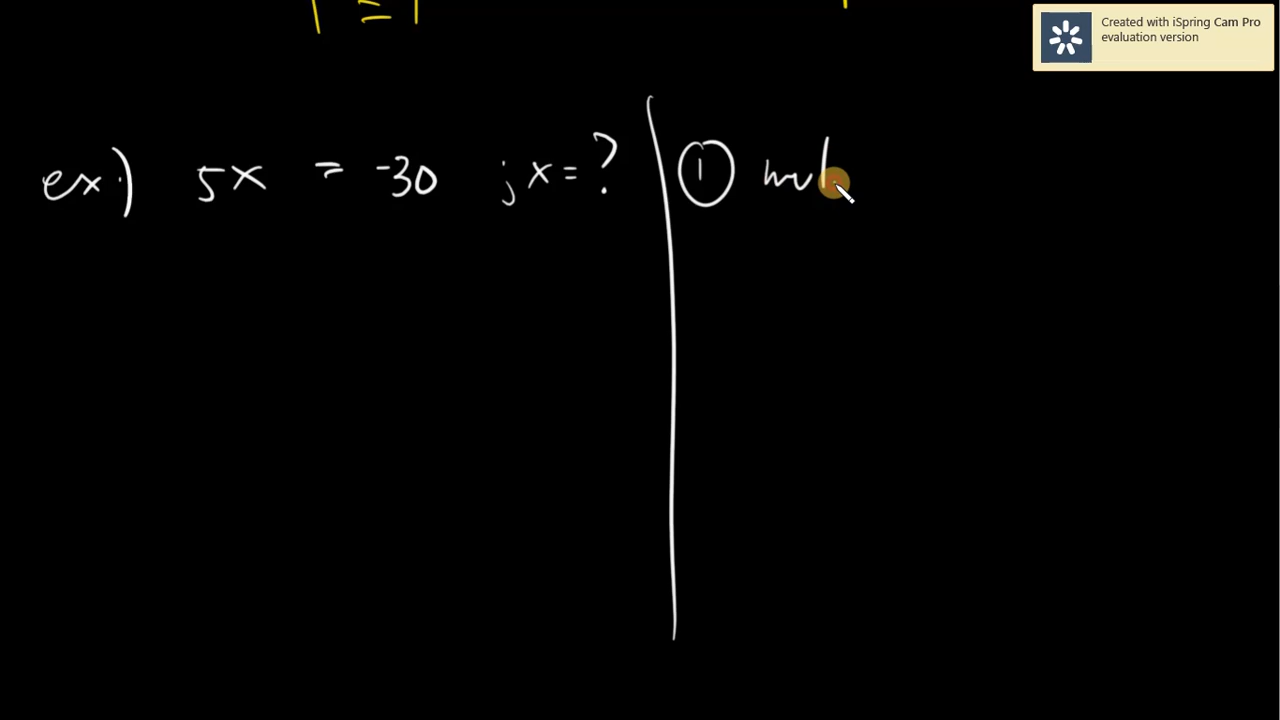 Created with iSpring Cam Pro
evaluation version
ex.) 5x = -30 ; x = ?
① mul